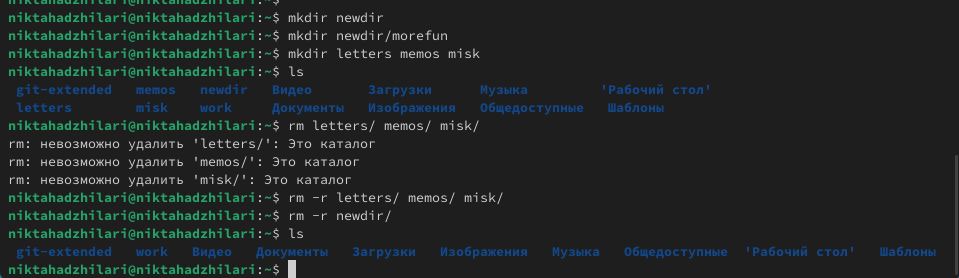 niktahadzhilari@niktahadzhilari:~$
niktahadzhilari@niktahadzhilari:~$ mkdir newdir
niktahadzhilari@niktahadzhilari:~$ mkdir newdir/morefun
niktahadzhilari@niktahadzhilari:~$ mkdir letters memos misk
niktahadzhilari@niktahadzhilari:~$ ls
git-extended memos newdir Видео Загрузки Музыка 'Рабочий стол'
letters misk work Документы Изображения Общедоступные Шаблоны
niktahadzhilari@niktahadzhilari:~$ rm letters/ memos/ misk/
rm: невозможно удалить 'letters/': Это каталог
rm: невозможно удалить 'memos/': Это каталог
rm: невозможно удалить 'misk/': Это каталог
niktahadzhilari@niktahadzhilari:~$ rm -r letters/ memos/ misk/
niktahadzhilari@niktahadzhilari:~$ rm -r newdir/
niktahadzhilari@niktahadzhilari:~$ ls
git-extended work Видео Документы Загрузки Изображения Музыка Общедоступные 'Рабочий стол' Шаблоны
niktahadzhilari@niktahadzhilari:~$